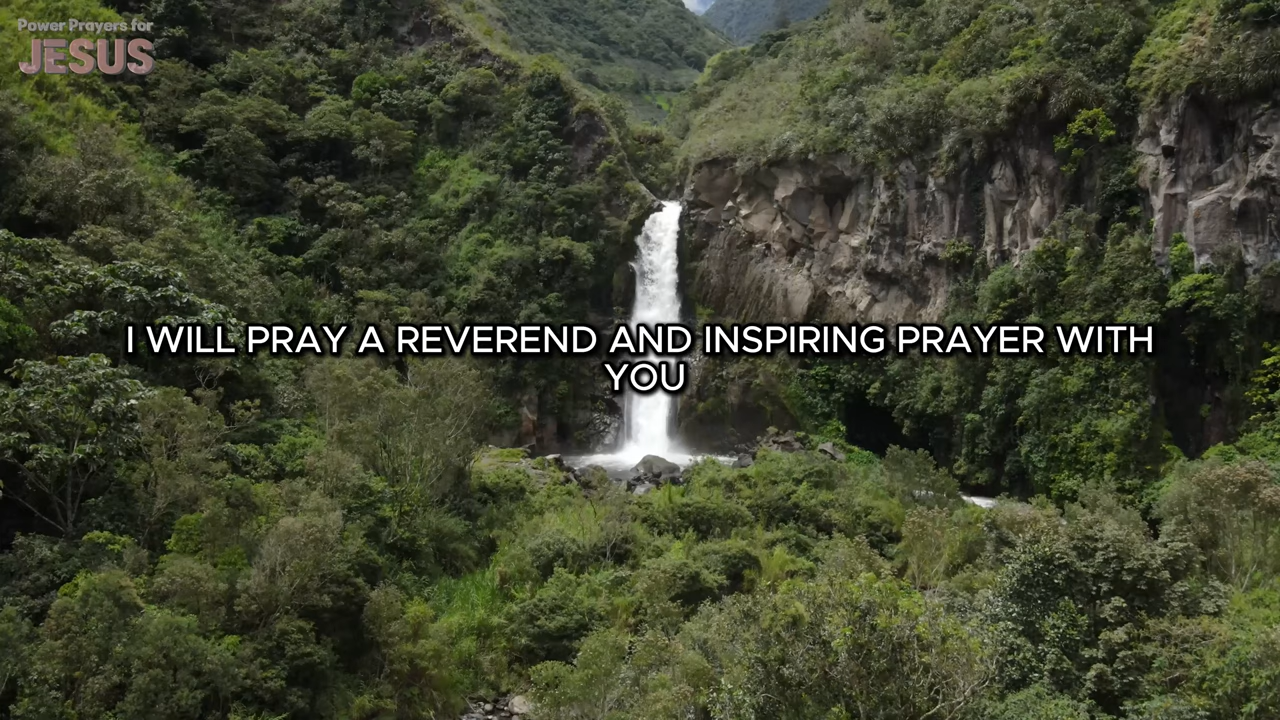 Power Prayers for
JESUS
I WILL PRAY A REVEREND AND INSPIRING PRAYER WITH
YOU